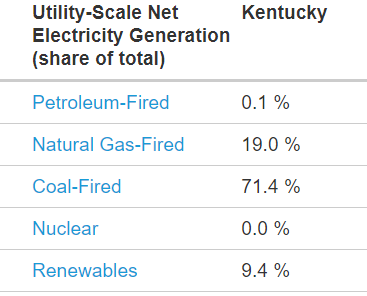 Utility-Scale Net Electricity Generation (share of total) Kentucky
Petroleum-Fired 0.1 %
Natural Gas-Fired 19.0 %
Coal-Fired 71.4 %
Nuclear 0.0 %
Renewables 9.4 %